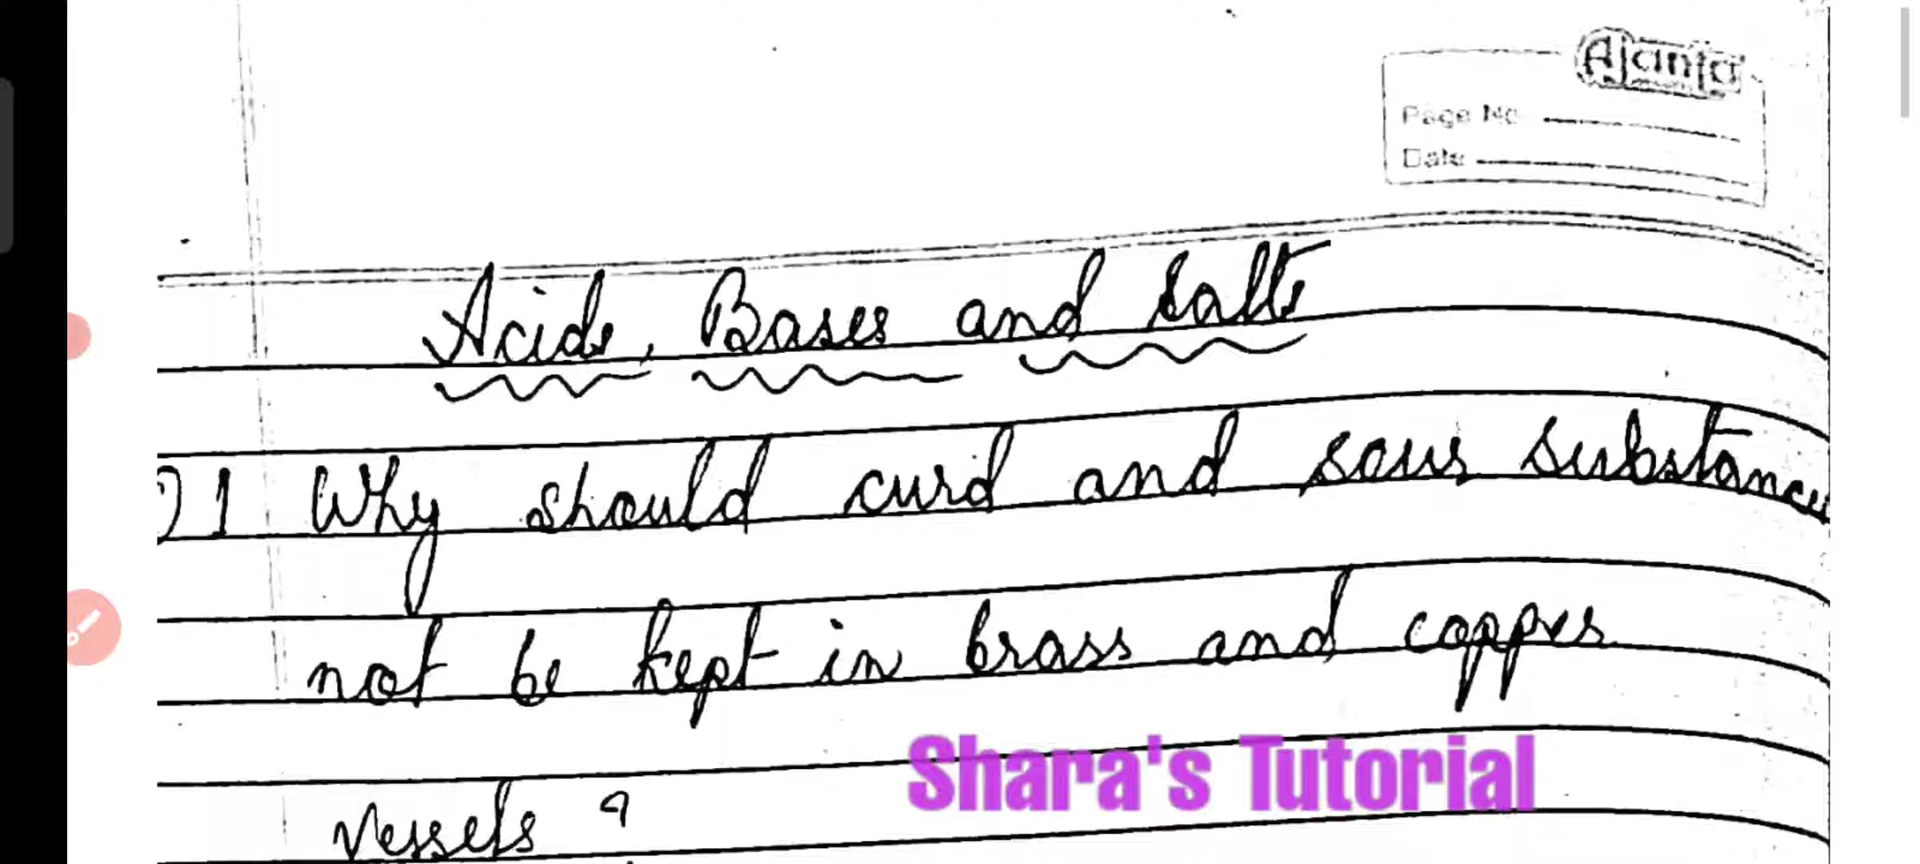 Ajanta
Page No.
Date
Acids, Bases and Salts
Q1 Why should curd and sour substances
not be kept in brass and copper
vessels ?
Shara's Tutorial